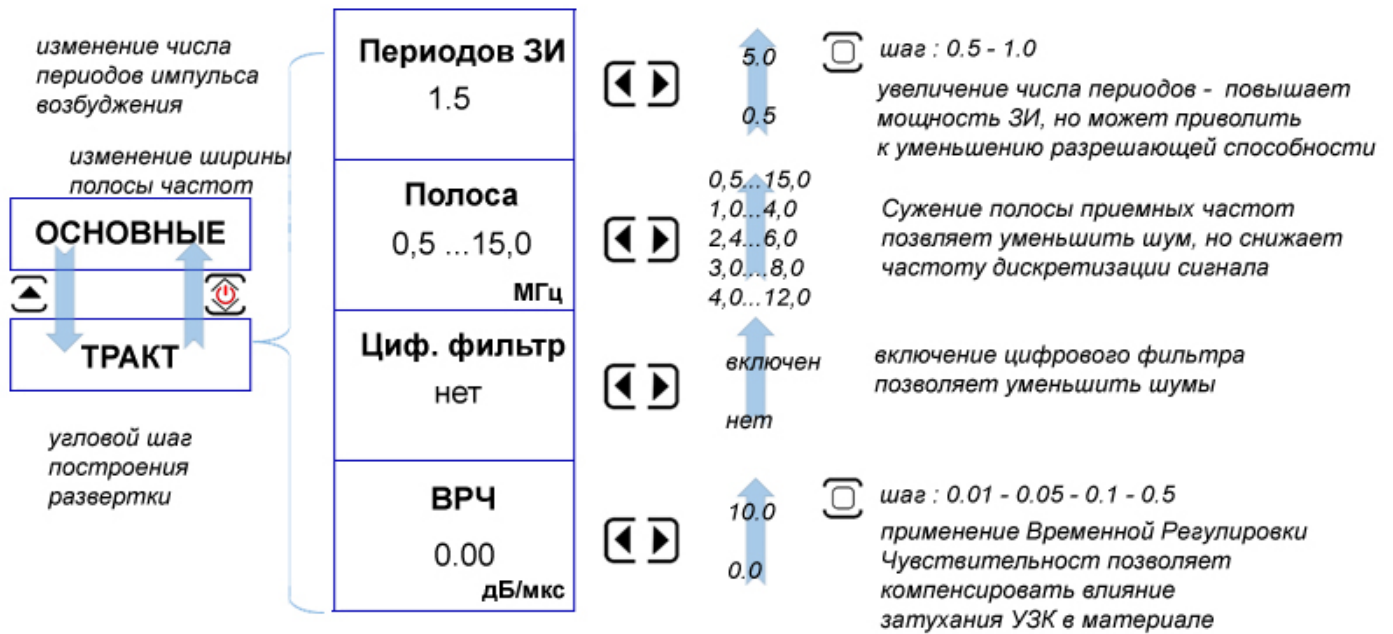 изменение числа
периодов импульса
возбуджения
изменение ширины
полосы частот
ОСНОВНЫЕ
ТРАКТ
угловой шаг
построения
развертки
Периодов ЗИ
1.5
5.0
0.5
шаг : 0.5 - 1.0
увеличение числа периодов - повышает
мощность ЗИ, но может приволить
к уменьшению разрешающей способности
Полоса
0,5 ...15,0
МГц
0,5...15,0
1,0...4,0
2,4...6,0
3,0....8,0
4,0...12,0
Сужение полосы приемных частот
позвляет уменьшить шум, но снижает
частоту дискретизации сигнала
Циф. фильтр
нет
включен
нет
включение цифрового фильтра
позволяет уменьшить шумы
ВРЧ
0.00
дБ/мкс
10.0
0.0
шаг : 0.01 - 0.05 - 0.1 - 0.5
применение Временной Регулировки
Чувствительност позволяет
компенсировать влияние
затухания УЗК в материале